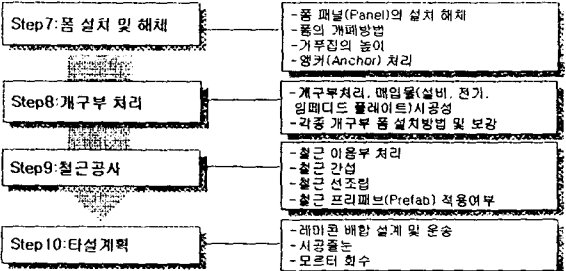 Step7:폼 설치 및 해체
-폼 패널(Panel)의 설치 해체
-폼의 개폐방법
-거푸집의 높이
-앵커(Anchor) 처리
Step8:개구부 처리
-개구부처리, 매입물(설비, 전기,
임페디드 플레이트)시공성
-각종 개구부 폼 설치방법 및 보강
Step9:철근공사
-철근 이음부 처리
-철근 간섭
-철근 선조립
-철근 프리패브(Prefab) 적용여부
Step10:타설계획
-레미콘 배합 설계 및 운송
-시공줄눈
-모르터 회수